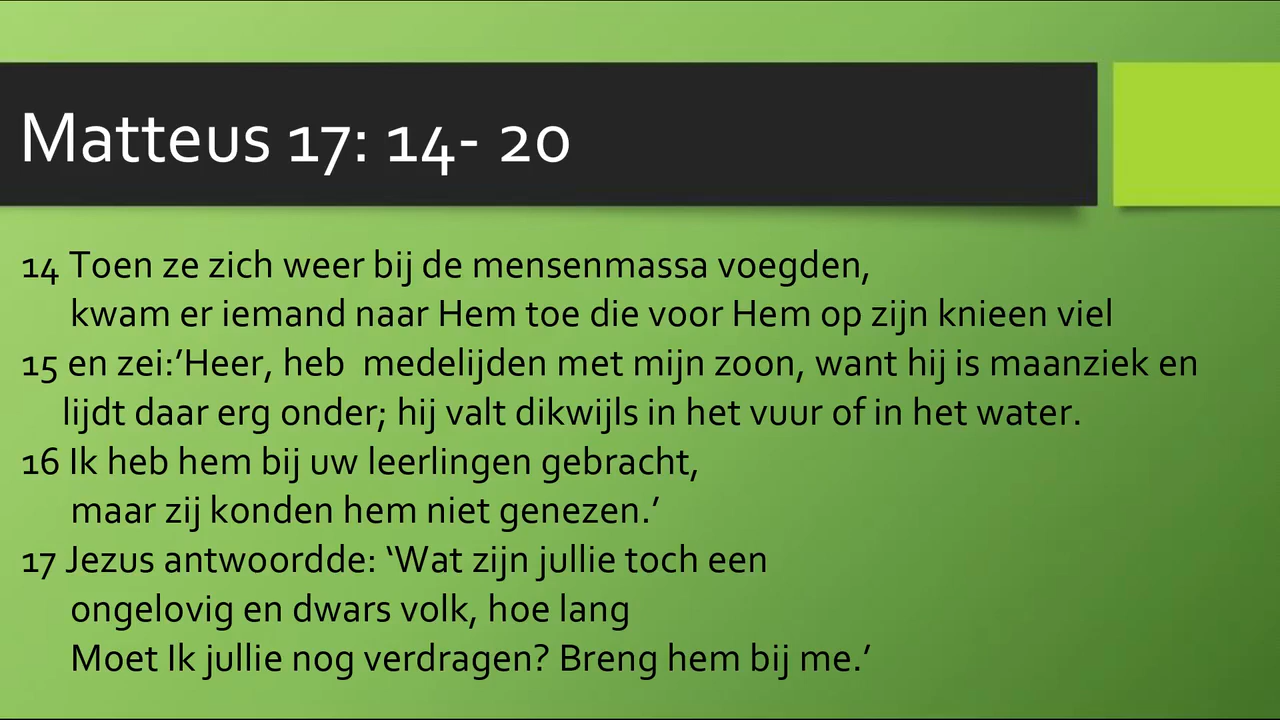 Matteus 17: 14- 20
14 Toen ze zich weer bij de mensenmassa voegden,
kwam er iemand naar Hem toe die voor Hem op zijn knieen viel
15 en zei:’Heer, heb  medelijden met mijn zoon, want hij is maanziek en
lijdt daar erg onder; hij valt dikwijls in het vuur of in het water.
16 Ik heb hem bij uw leerlingen gebracht,
maar zij konden hem niet genezen.’
17 Jezus antwoordde: ‘Wat zijn jullie toch een
ongelovig en dwars volk, hoe lang
Moet Ik jullie nog verdragen? Breng hem bij me.’